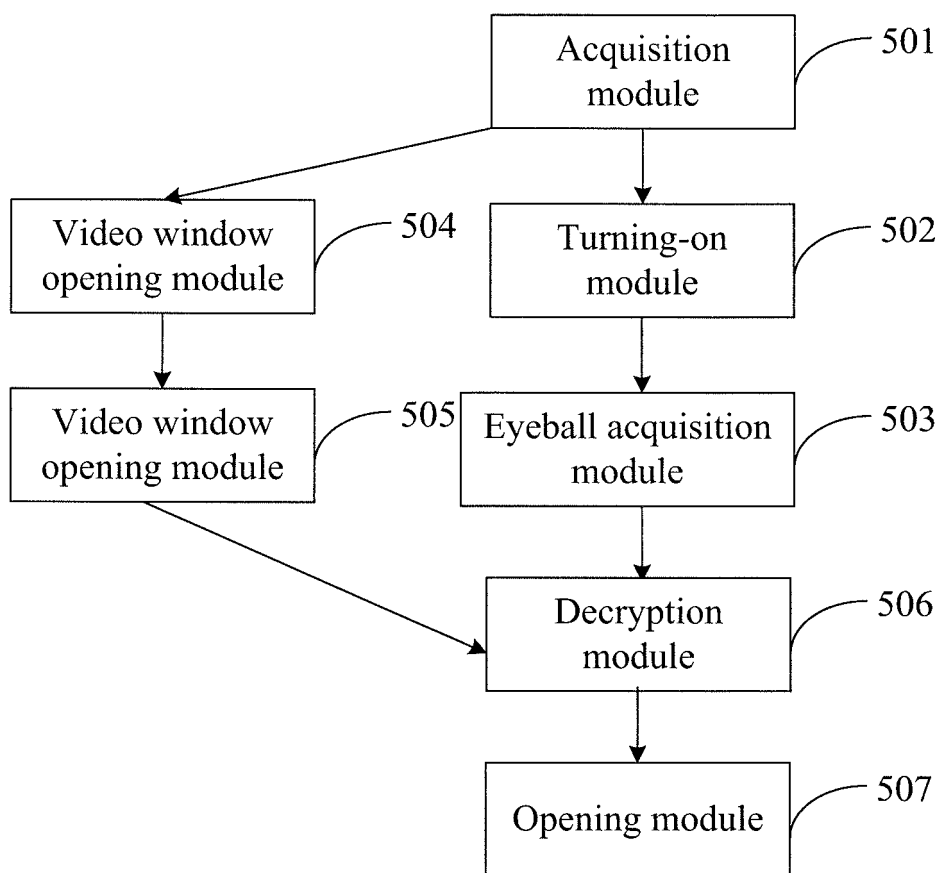 Acquisition
module
501
Video window
opening module
504
Turning-on
module
502
Video window
opening module
505
Eyeball acquisition
module
503
Decryption
module
506
Opening module
507